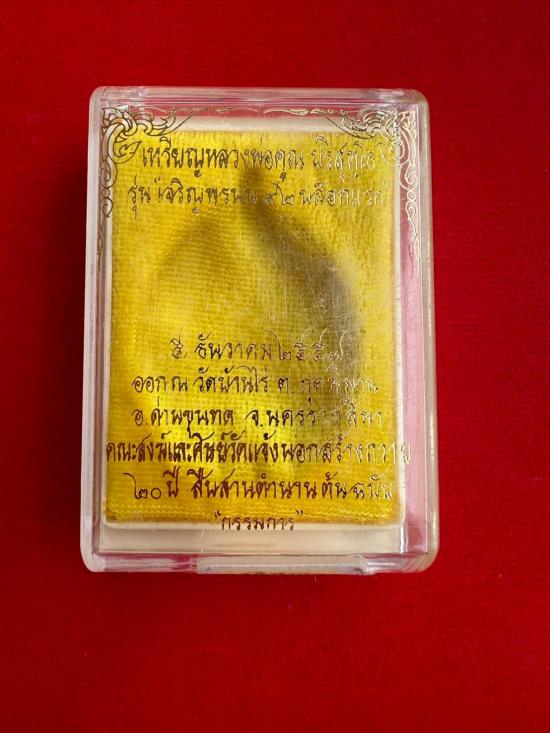 เหรียญหลวงพ่อคูณ ปริสุทฺโธ
รุ่น "เจริญพรบน ๙๒ บล็อกแรก"
๕ ธันวาคม ๒๕๕๗
ออก ณ วัดบ้านไร่ ต.กุดพิมาน
อ.ด่านขุนทด จ.นครราชสีมา
คณะสงฆ์และศิษย์วัดแจ้งนอกสร้างถวาย
๒๐ ปี สืบสานตำนานต้นฉบับ
"กรรมการ"